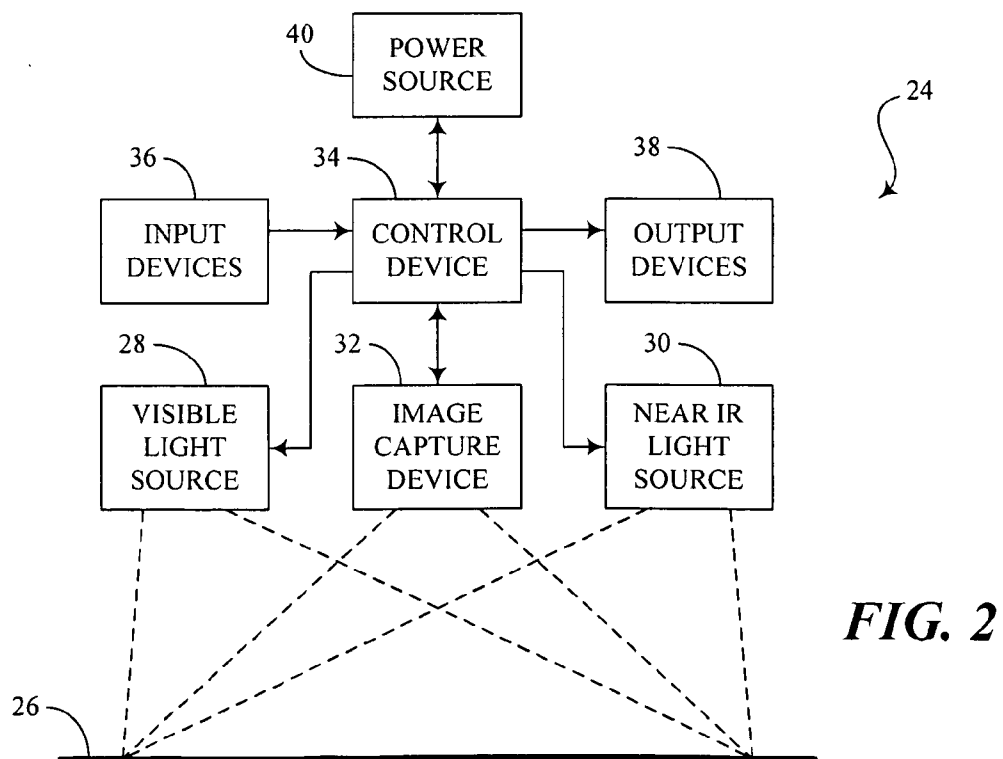 40
POWER
SOURCE
24
36
34
38
INPUT
DEVICES
CONTROL
DEVICE
OUTPUT
DEVICES
28
32
30
VISIBLE
LIGHT
SOURCE
IMAGE
CAPTURE
DEVICE
NEAR IR
LIGHT
SOURCE
FIG. 2
26